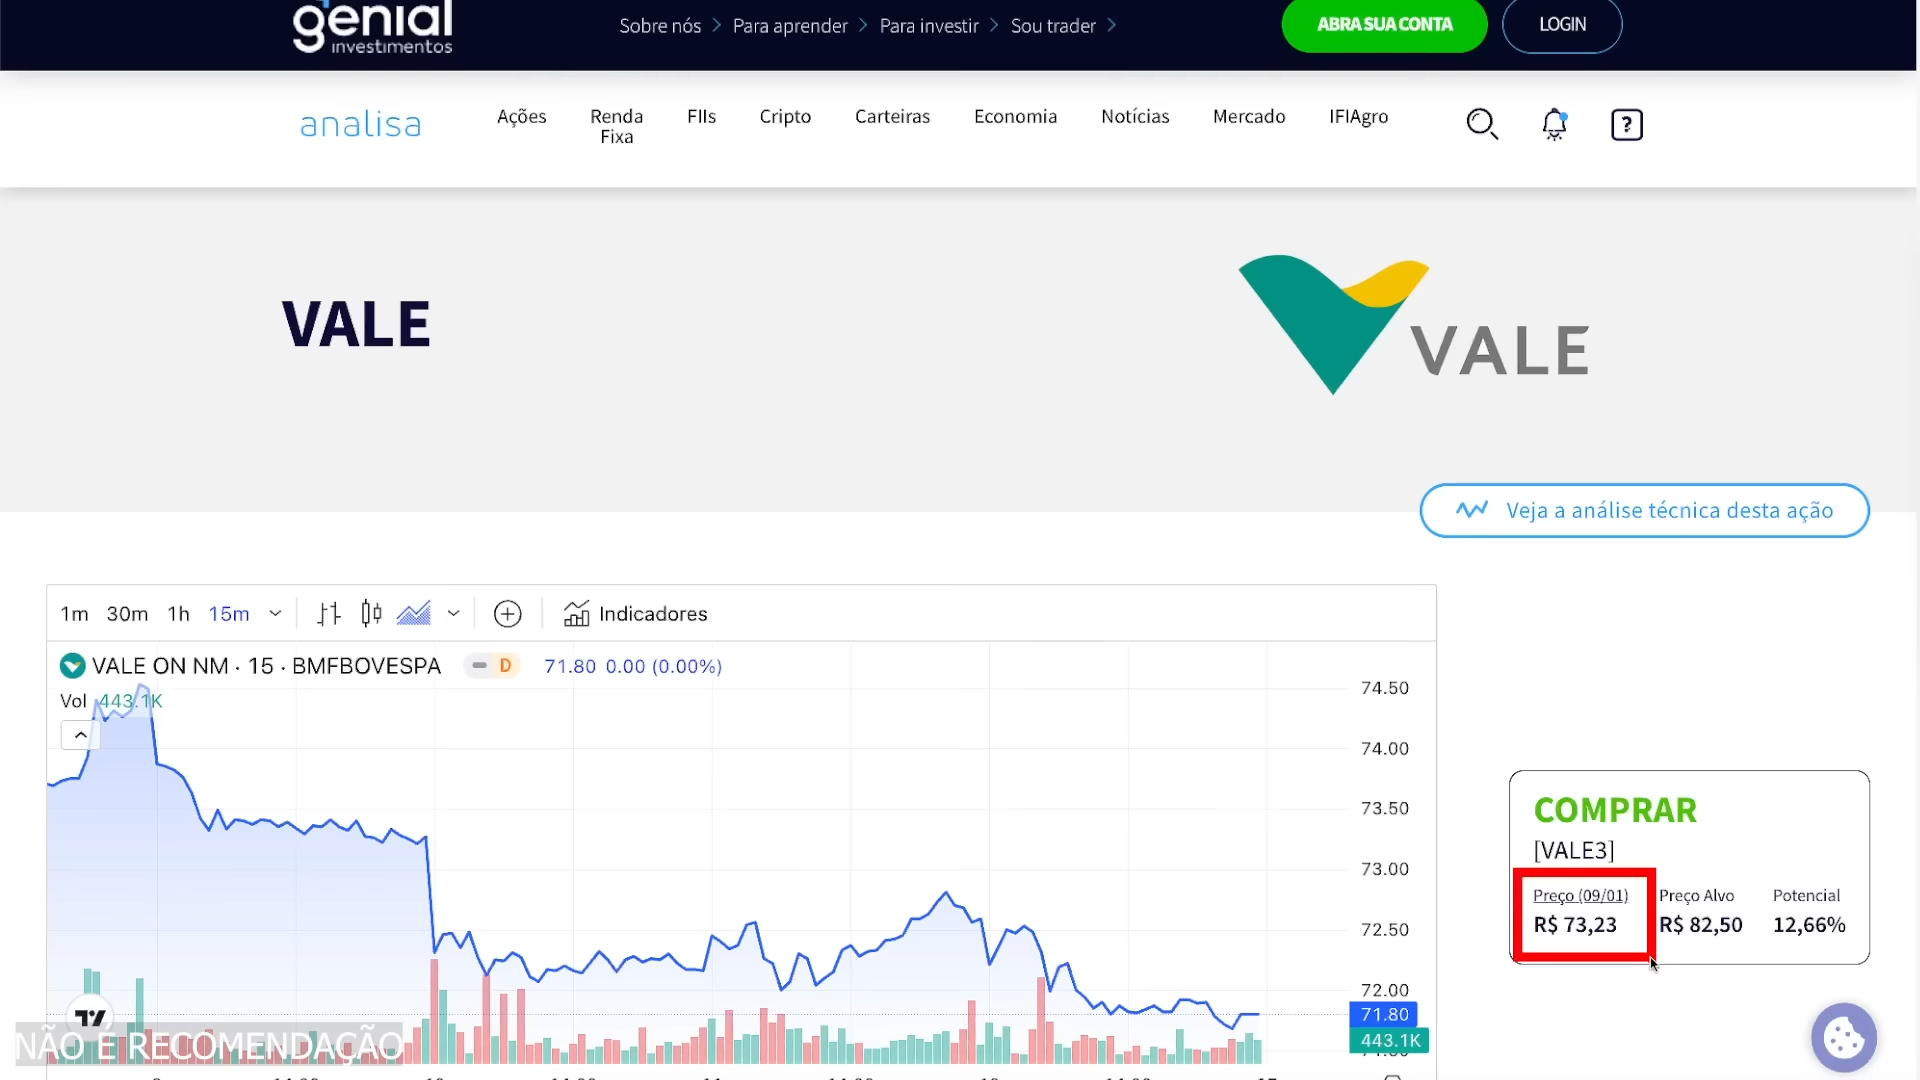 genial
investimentos
Sobre nós
Para aprender
Para investir
Sou trader
ABRA SUA CONTA
LOGIN
analisa
Ações
Renda
Fixa
FIIs
Cripto
Carteiras
Economia
Notícias
Mercado
IFIAgro
?
VALE
VALE
Veja a análise técnica desta ação
1m 30m 1h 15m
Indicadores
VALE ON NM · 15 · BMFBOVESPA
D
71.80 0.00 (0.00%)
Vol 443.1K
74.50
74.00
73.50
73.00
72.50
72.00
71.80
443.1K
COMPRAR
[VALE3]
Preço (09/01) Preço Alvo Potencial
R$ 73,23 R$ 82,50 12,66%
NÃO É RECOMENDAÇÃO